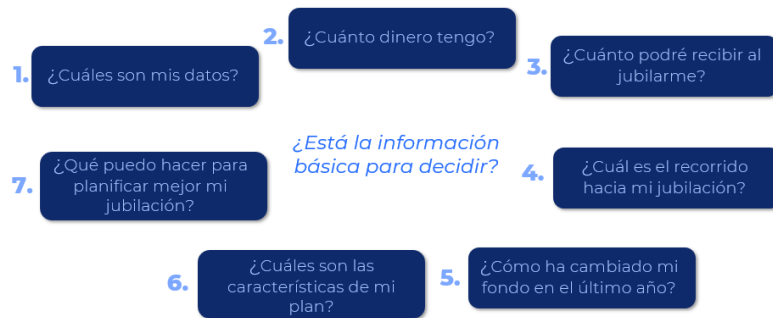 1.
¿Cuáles son mis datos?
2.
¿Cuánto dinero tengo?
3.
¿Cuánto podré recibir al
jubilarme?
¿Está la información
básica para decidir?
4.
¿Cuál es el recorrido
hacia mi jubilación?
5.
¿Cómo ha cambiado mi
fondo en el último año?
6.
¿Cuáles son las
características de mi
plan?
7.
¿Qué puedo hacer para
planificar mejor mi
jubilación?